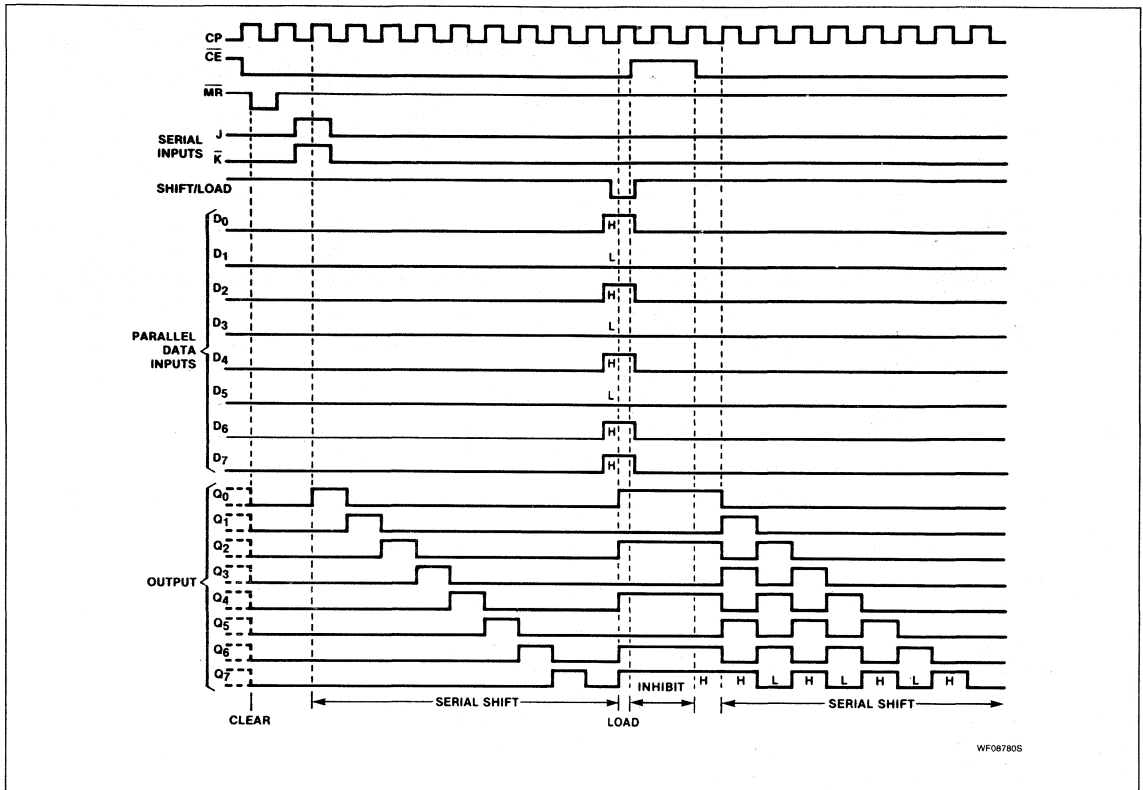 CP
CE
MR
SERIAL INPUTS
J
K
SHIFT/LOAD
PARALLEL DATA INPUTS
D0 H
D1 L
D2 H
D3 L
D4 H
D5 L
D6 H
D7 H
OUTPUT
Q0
Q1
Q2
Q3
Q4
Q5
Q6
Q7 INHIBIT H H L H L H L H
SERIAL SHIFT SERIAL SHIFT
CLEAR LOAD
WF08780S